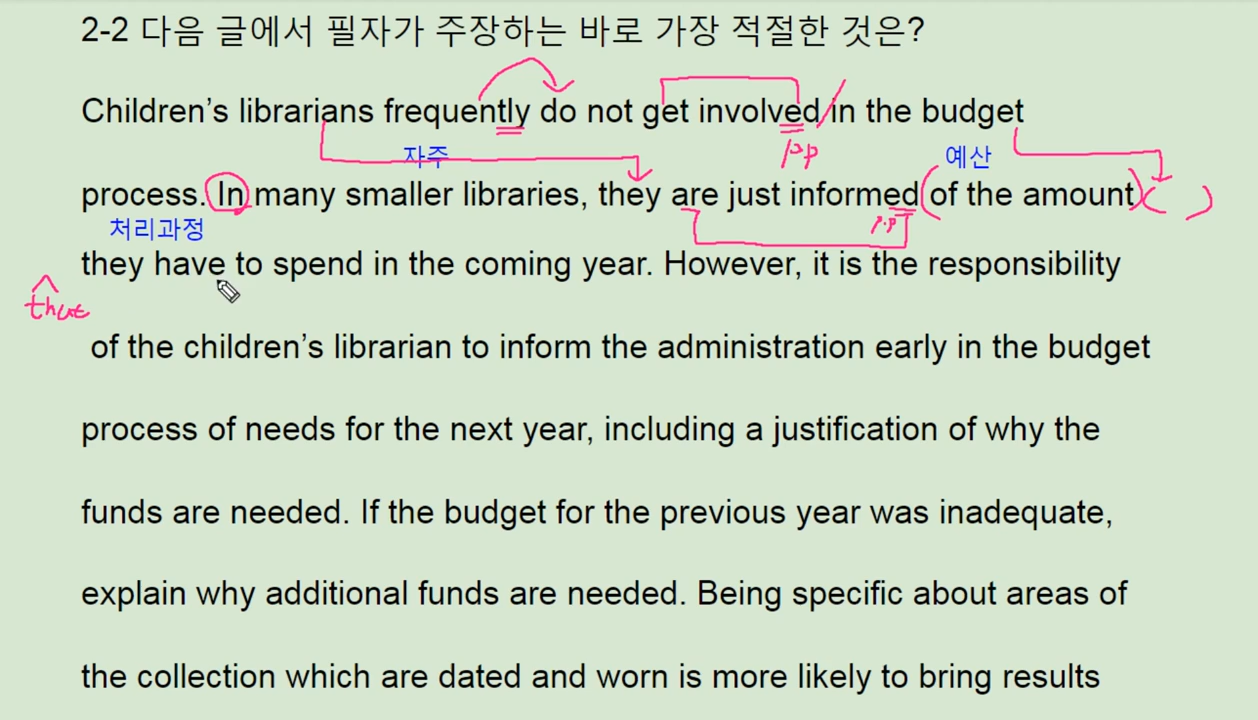 2-2 다음 글에서 필자가 주장하는 바로 가장 적절한 것은?
Children's librarians frequently do not get involved in the budget
자주 p.p 예산
process. In many smaller libraries, they are just informed of the amount
처리과정 p.p
they have to spend in the coming year. However, it is the responsibility
that
of the children's librarian to inform the administration early in the budget
process of needs for the next year, including a justification of why the
funds are needed. If the budget for the previous year was inadequate,
explain why additional funds are needed. Being specific about areas of
the collection which are dated and worn is more likely to bring results